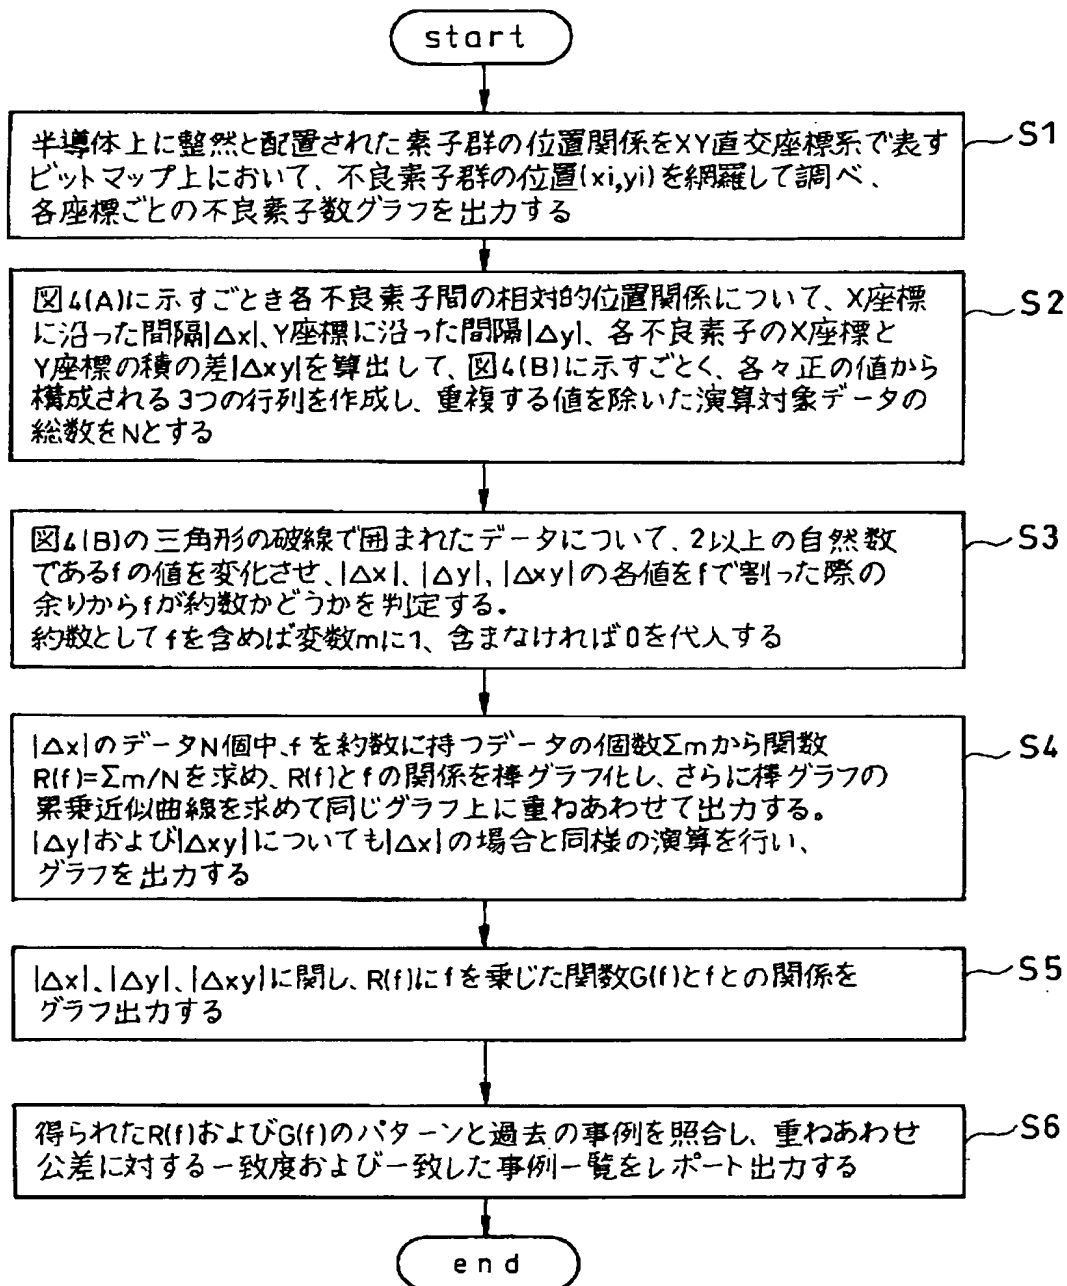 start
半導体上に整然と配置された素子群の位置関係をXY直交座標系で表す
ビットマップ上において、不良素子群の位置(xi,yi)を網羅して調べ、
各座標ごとの不良素子数グラフを出力する
S1
図4(A)に示すごとき各不良素子間の相対的位置関係について、X座標
に沿った間隔|Δx|、Y座標に沿った間隔|Δy|、各不良素子のX座標と
Y座標の積の差|Δxy|を算出して、図4(B)に示すごとく、各々正の値から
構成される3つの行列を作成し、重複する値を除いた演算対象データの
総数をNとする
S2
図4(B)の三角形の破線で囲まれたデータについて、2以上の自然数
であるfの値を変化させ、|Δx|、|Δy|、|Δxy|の各値をfで割った際の
余りからfが約数かどうかを判定する。
約数としてfを含めば変数mに1、含まなければ0を代入する
S3
|Δx|のデータN個中、fを約数に持つデータの個数Σmから関数
R(f)=Σm/Nを求め、R(f)とfの関係を棒グラフ化し、さらに棒グラフの
累乗近似曲線を求めて同じグラフ上に重ねあわせて出力する。
|Δy|および|Δxy|についても|Δx|の場合と同様の演算を行い、
グラフを出力する
S4
|Δx|、|Δy|、|Δxy|に関し、R(f)にfを乗じた関数G(f)とfとの関係を
グラフ出力する
S5
得られたR(f)およびG(f)のパターンと過去の事例を照合し、重ねあわせ
公差に対する一致度および一致した事例一覧をレポート出力する
S6
end